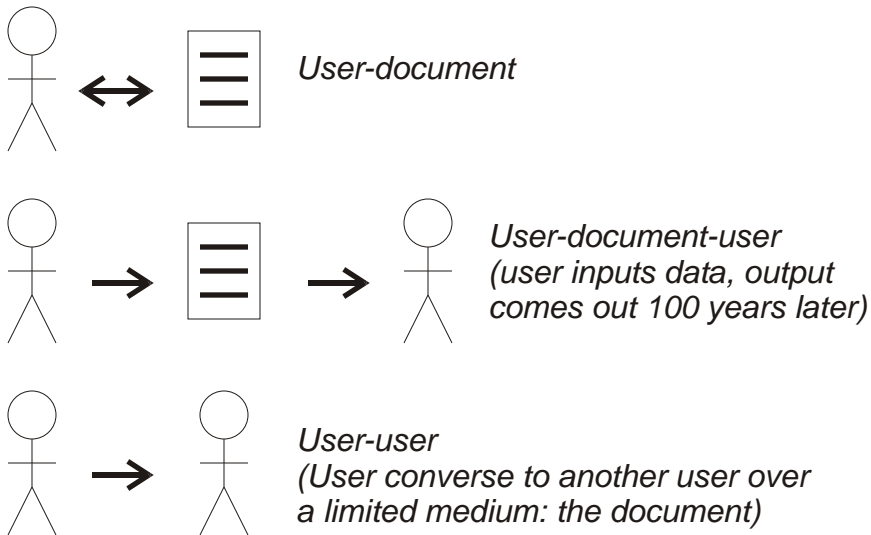 User-document
User-document-user
(user inputs data, output
comes out 100 years later)
User-user
(User converse to another user over
a limited medium: the document)